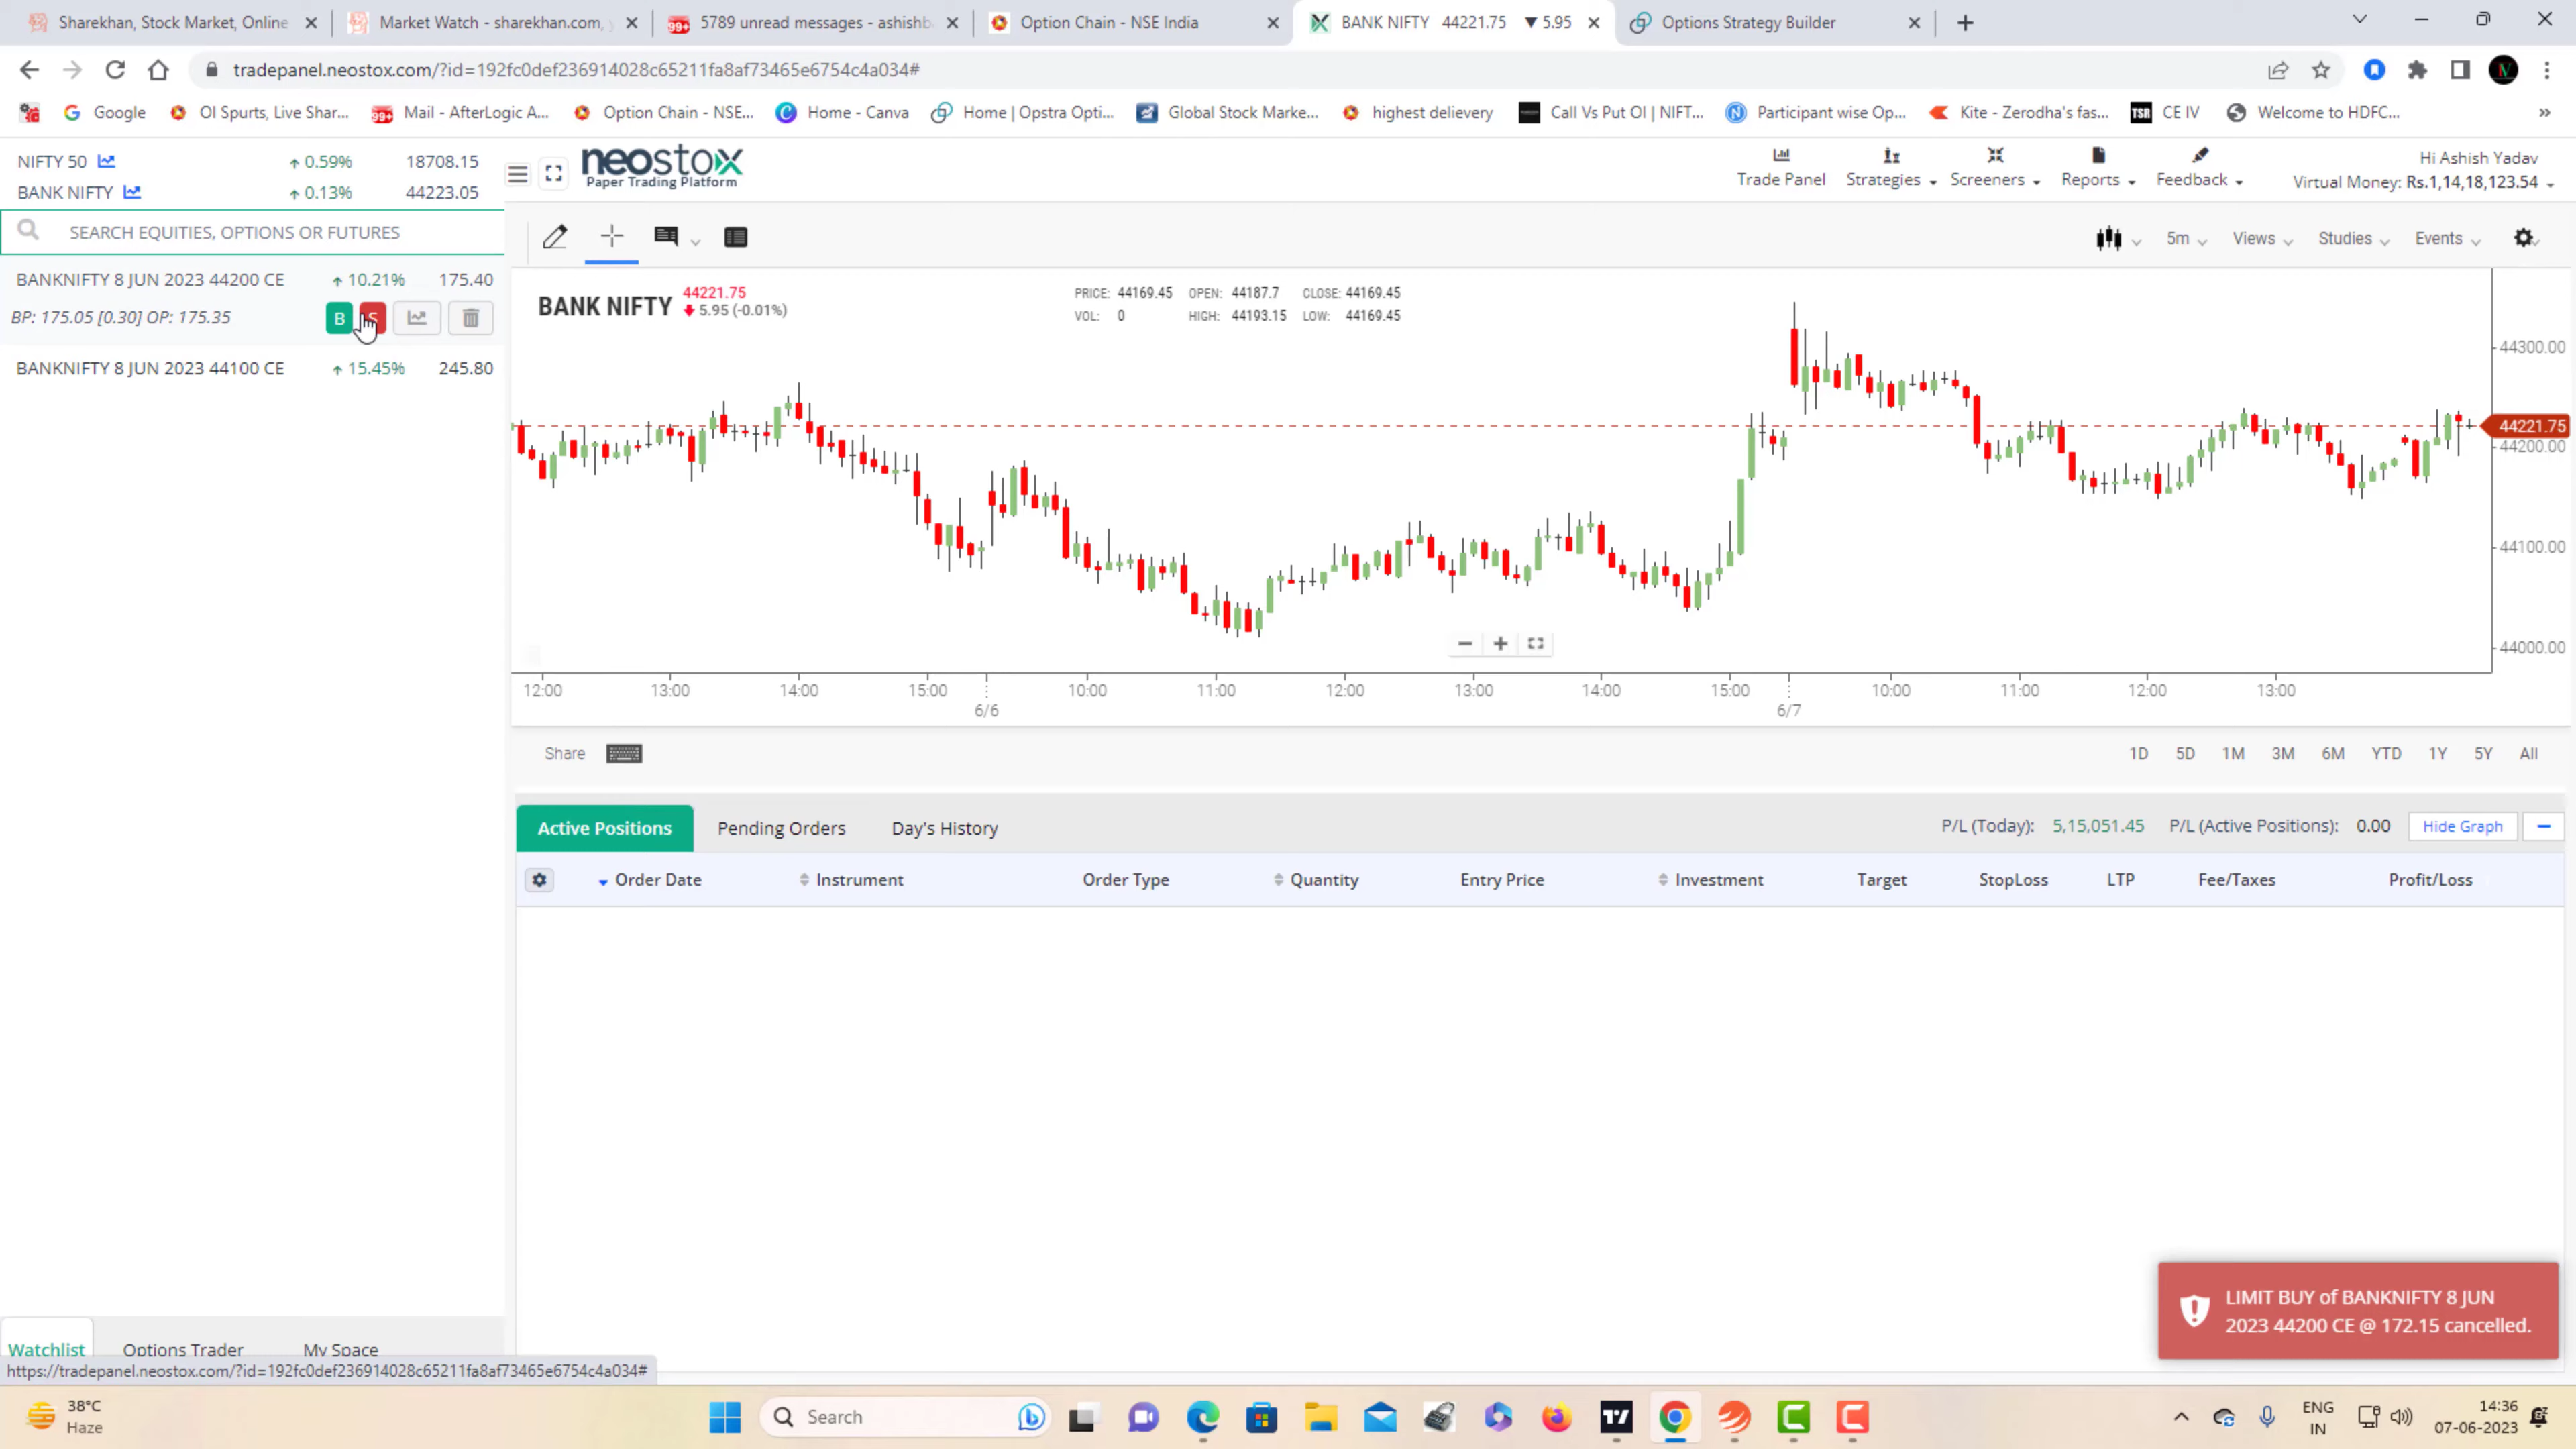 Sharekhan, Stock Market, Online
Market Watch - sharekhan.com, y
99+ 5789 unread messages - ashishb
Option Chain - NSE India
BANK NIFTY 44221.75 ▼ 5.95
Options Strategy Builder
tradepanel.neostox.com/?id=192fc0def236914028c65211fa8af73465e6754c4a034#
Google
OI Spurts, Live Shar...
99+ Mail - AfterLogic A...
Option Chain - NSE...
Home - Canva
Home | Opstra Opti...
Global Stock Marke...
highest delievery
Call Vs Put OI | NIFT...
Participant wise Op...
Kite - Zerodha's fas...
TSR CE IV
Welcome to HDFC...
»
NIFTY 50 0.59% 18708.15
BANK NIFTY 0.13% 44223.05
neostox
Paper Trading Platform
Trade Panel
Strategies
Screeners
Reports
Feedback
Hi Ashish Yadav
Virtual Money: Rs.1,14,18,123.54
SEARCH EQUITIES, OPTIONS OR FUTURES
5m
Views
Studies
Events
BANKNIFTY 8 JUN 2023 44200 CE 10.21% 175.40
BP: 175.05 [0.30] OP: 175.35
B
S
BANKNIFTY 8 JUN 2023 44100 CE 15.45% 245.80
BANK NIFTY
44221.75
5.95 (-0.01%)
PRICE: 44169.45 OPEN: 44187.7 CLOSE: 44169.45
VOL: 0 HIGH: 44193.15 LOW: 44169.45
44300.00
44221.75
44200.00
44100.00
44000.00
12:00 13:00 14:00 15:00 10:00 11:00 12:00 13:00 14:00 15:00 10:00 11:00 12:00 13:00
6/6 6/7
Share
1D 5D 1M 3M 6M YTD 1Y 5Y All
Active Positions
Pending Orders
Day's History
P/L (Today): 5,15,051.45
P/L (Active Positions): 0.00
Hide Graph
Order Date
Instrument
Order Type
Quantity
Entry Price
Investment
Target
StopLoss
LTP
Fee/Taxes
Profit/Loss
LIMIT BUY of BANKNIFTY 8 JUN
2023 44200 CE @ 172.15 cancelled.
Watchlist
Options Trader
My Space
https://tradepanel.neostox.com/?id=192fc0def236914028c65211fa8af73465e6754c4a034#
38°C
Haze
Search
ENG
IN
14:36
07-06-2023